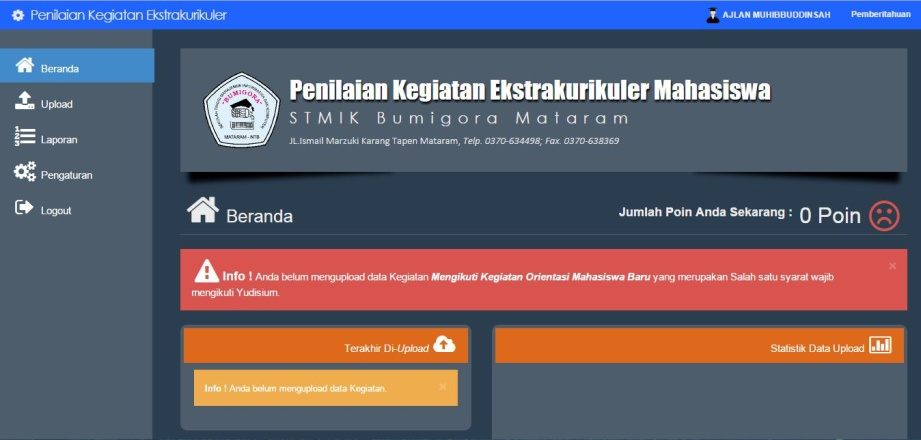 Penilaian Kegiatan Ekstrakurikuler
AJLAN MUHIBBUDDIN SAH
Pemberitahuan
Beranda
Upload
Laporan
Pengaturan
Logout
"BUMIGORA"
MATARAM - NTB
Penilaian Kegiatan Ekstrakurikuler Mahasiswa
STMIK Bumigora Mataram
JL.Ismail Marzuki Karang Tapen Mataram, Telp. 0370-634498; Fax. 0370-638369
Beranda
Jumlah Poin Anda Sekarang : 0 Poin
Info ! Anda belum mengupload data Kegiatan Mengikuti Kegiatan Orientasi Mahasiswa Baru yang merupakan Salah satu syarat wajib
mengikuti Yudisium.
Terakhir Di-Upload
Info ! Anda belum mengupload data Kegiatan.
Statistik Data Upload